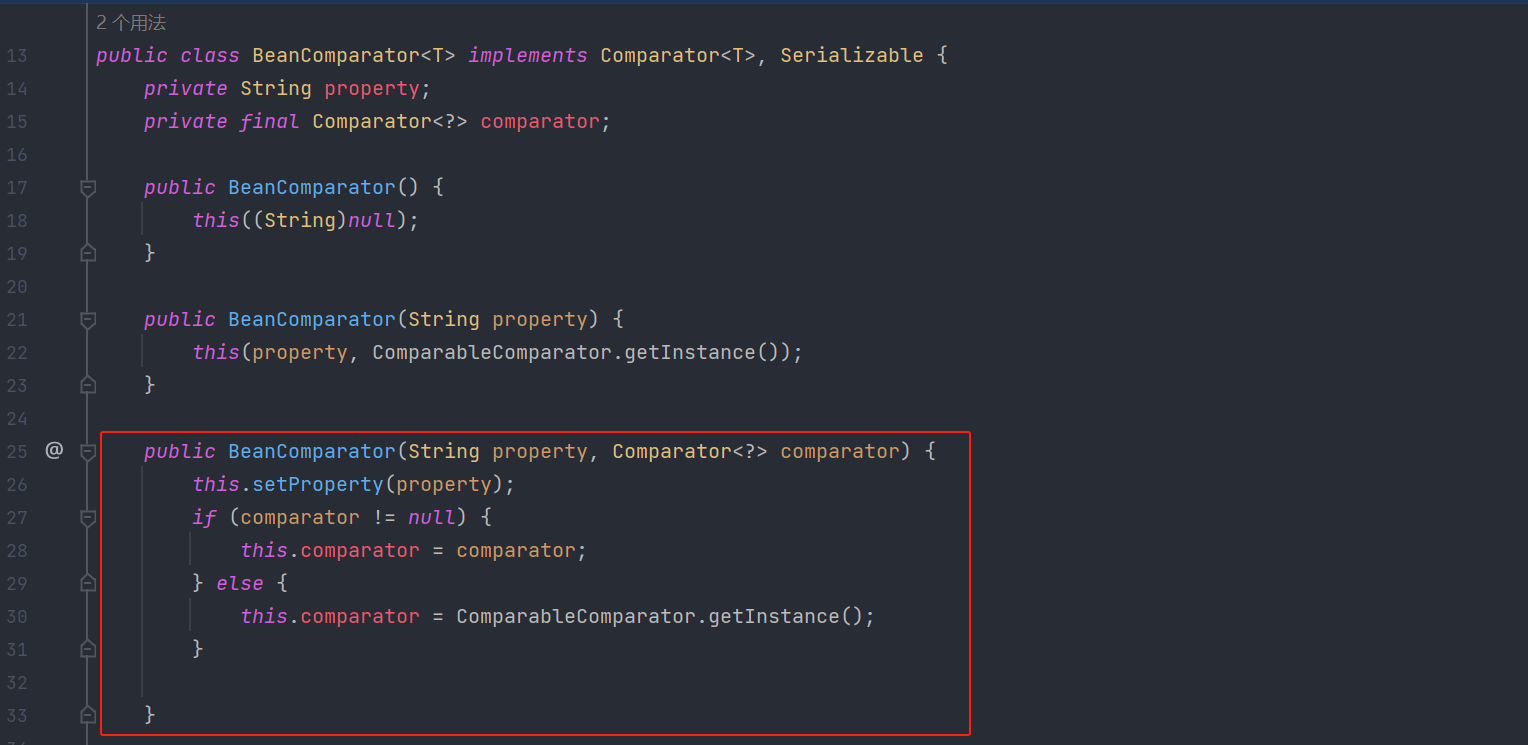 2 个用法
13 public class BeanComparator<T> implements Comparator<T>, Serializable {
14     private String property;
15     private final Comparator<?> comparator;
16
17     public BeanComparator() {
18         this((String)null);
19     }
20
21     public BeanComparator(String property) {
22         this(property, ComparableComparator.getInstance());
23     }
24
25 @     public BeanComparator(String property, Comparator<?> comparator) {
26         this.setProperty(property);
27         if (comparator != null) {
28             this.comparator = comparator;
29         } else {
30             this.comparator = ComparableComparator.getInstance();
31         }
32
33     }